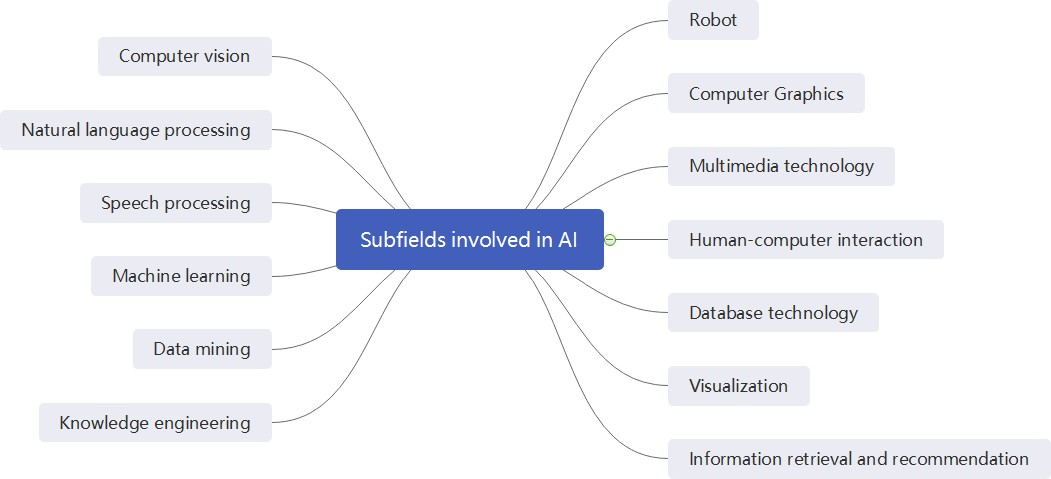 Computer vision
Natural language processing
Speech processing
Machine learning
Data mining
Knowledge engineering
Subfields involved in AI
Robot
Computer Graphics
Multimedia technology
Human-computer interaction
Database technology
Visualization
Information retrieval and recommendation